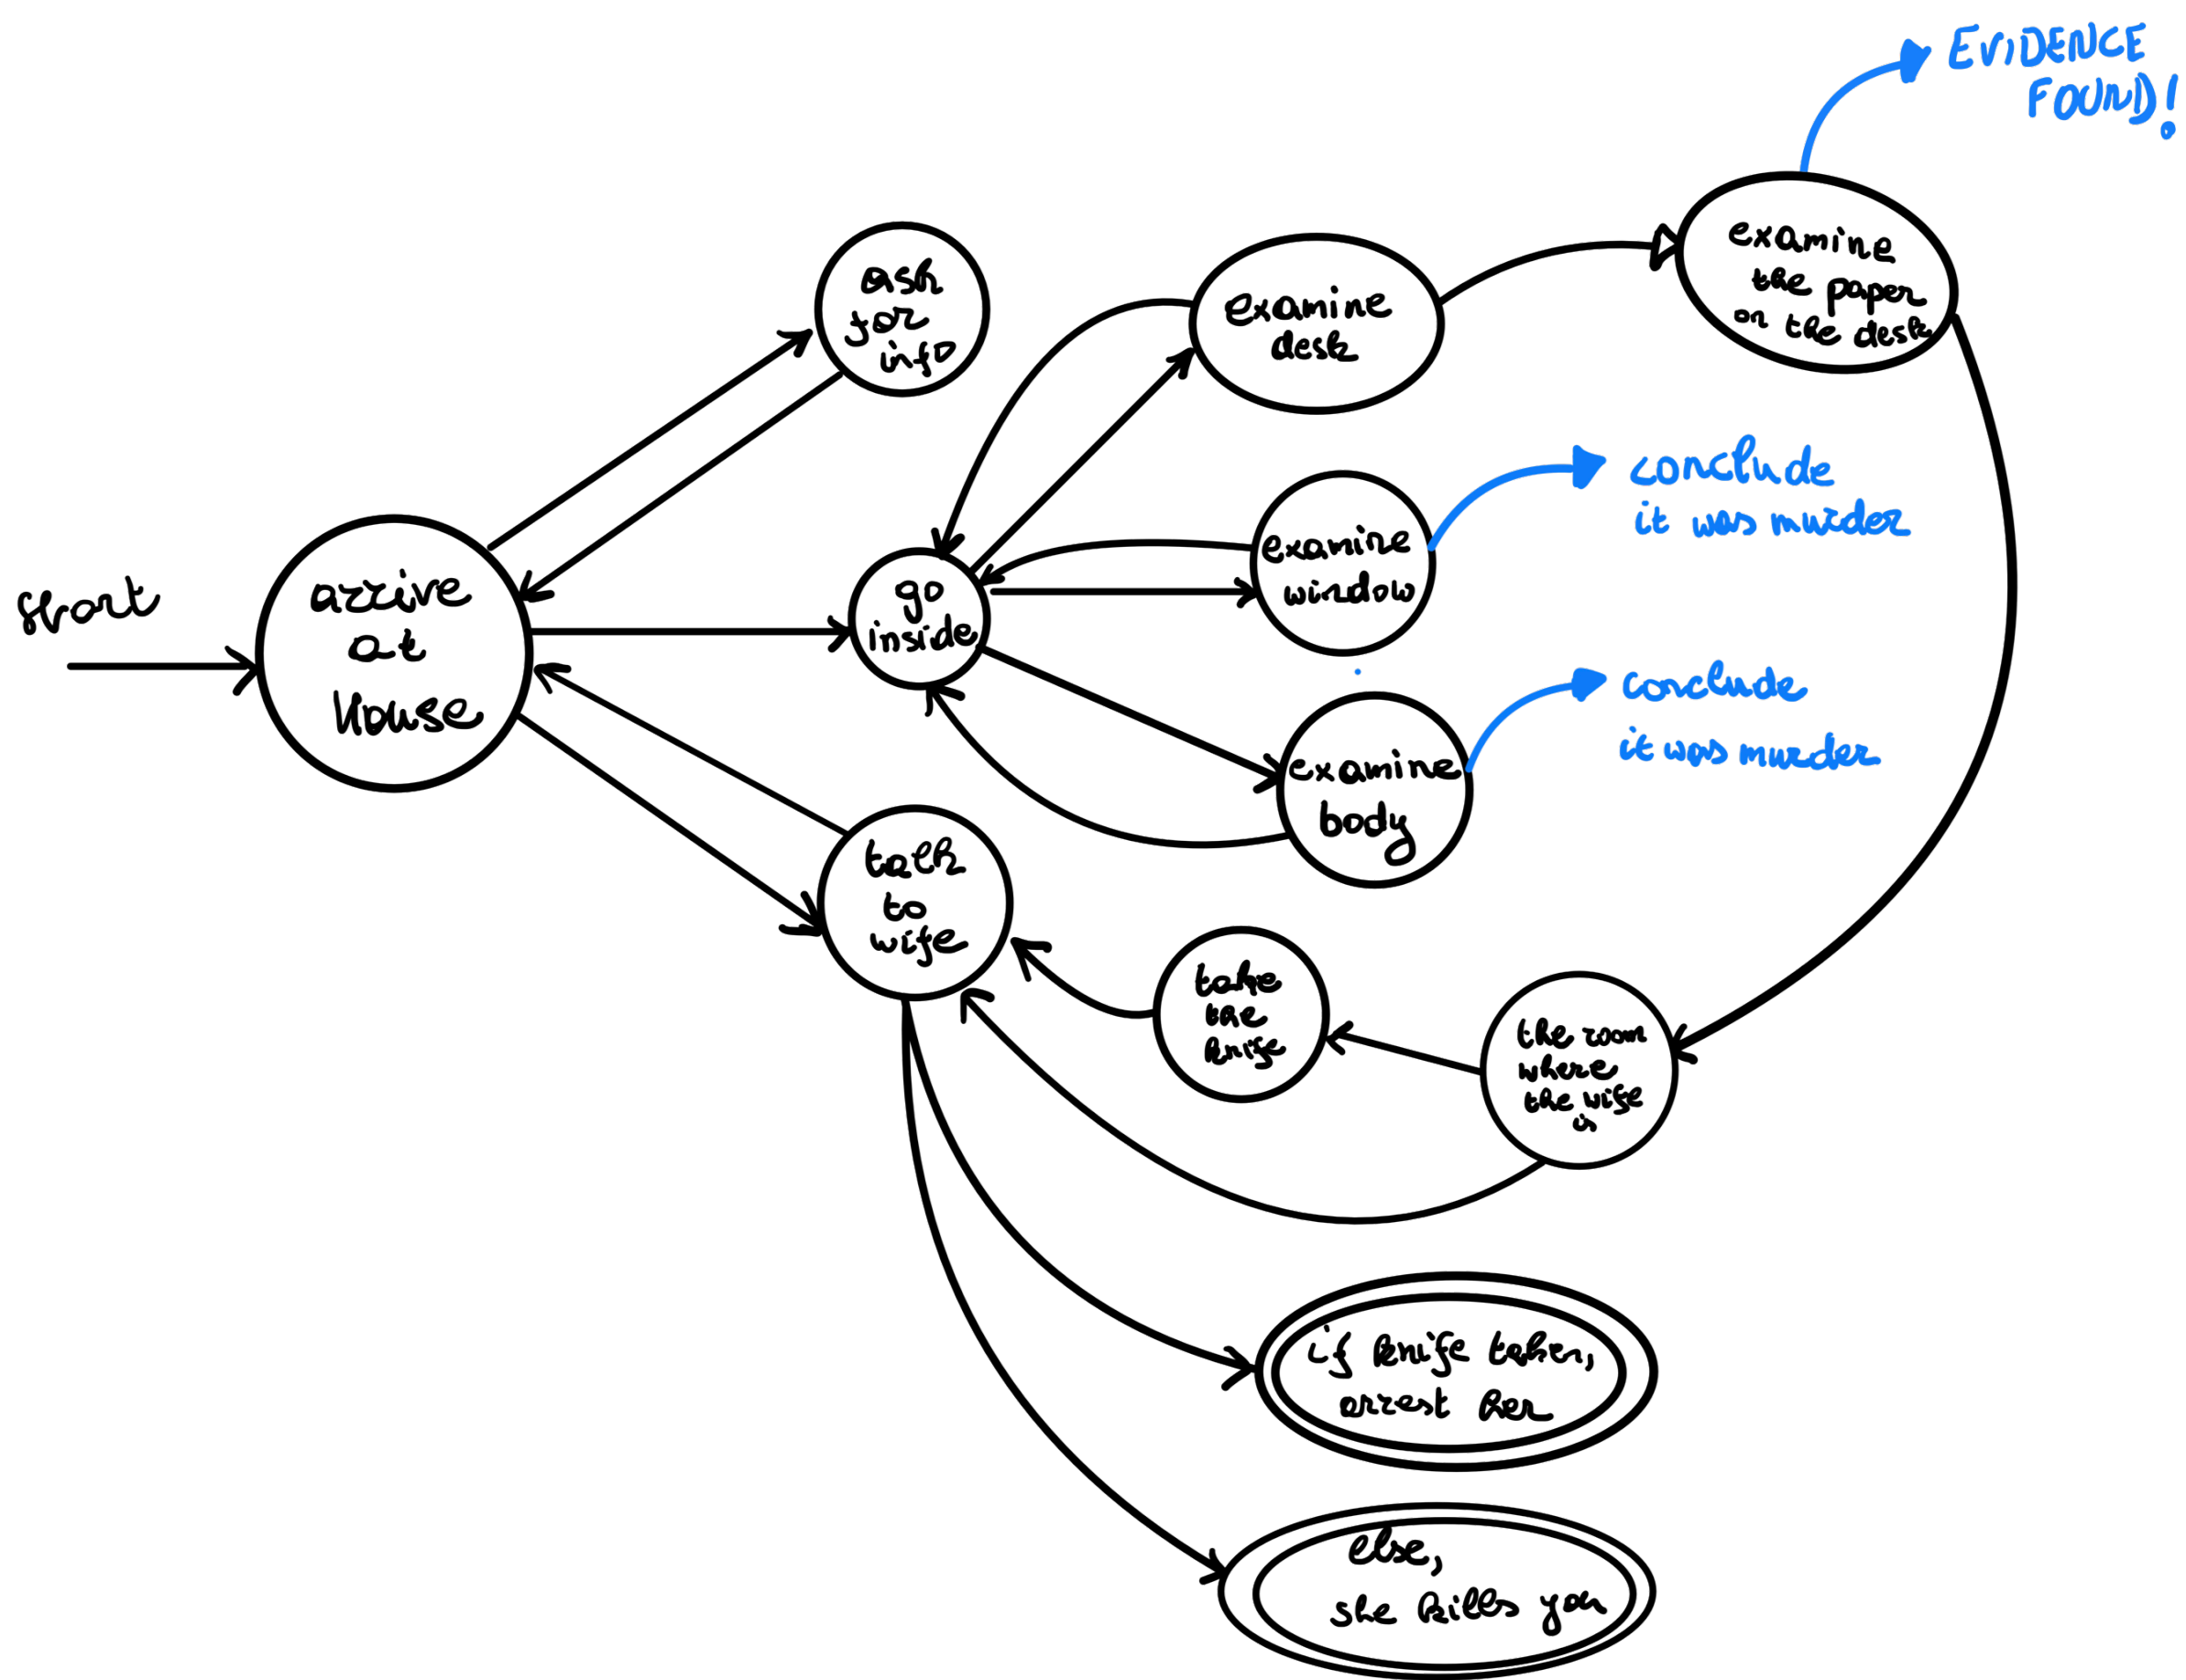 EVIDENCE
FOUND!
examine
the paper
on the desk
ask
for
info
examine
desk
conclude
it was murder
examine
window
start
arrive
at
house
go
inside
conclude
it was murder
examine
body
talk
to
wife
take
the
knife
the room
where
the wife
is
if knife taken,
arrest her
else,
she kills you